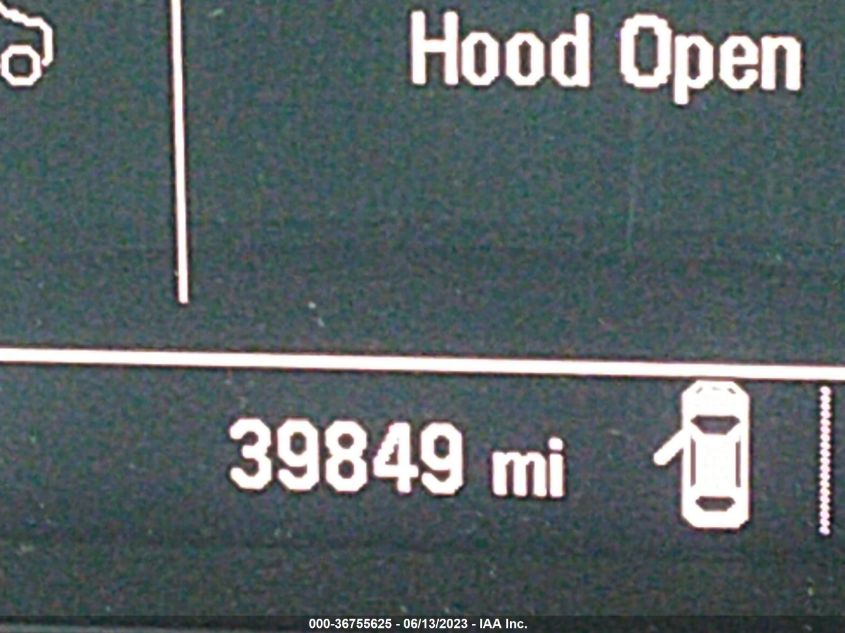 Hood Open
39849 mi
000-36755625 - 06/13/2023 - IAA Inc.